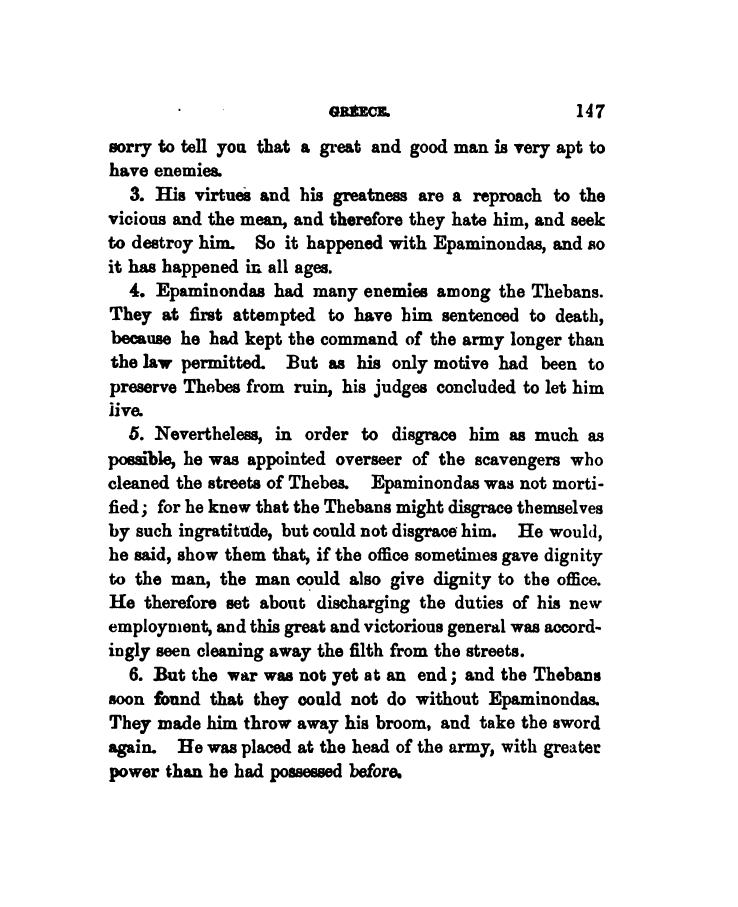 GREECE. 147
sorry to tell you that a great and good man is very apt to
have enemies.
3. His virtues and his greatness are a reproach to the
vicious and the mean, and therefore they hate him, and seek
to destroy him. So it happened with Epaminondas, and so
it has happened in all ages.
4. Epaminondas had many enemies among the Thebans.
They at first attempted to have him sentenced to death,
because he had kept the command of the army longer than
the law permitted. But as his only motive had been to
preserve Thebes from ruin, his judges concluded to let him
live.
5. Nevertheless, in order to disgrace him as much as
possible, he was appointed overseer of the scavengers who
cleaned the streets of Thebes. Epaminondas was not morti-
fied; for he knew that the Thebans might disgrace themselves
by such ingratitude, but could not disgrace him. He would,
he said, show them that, if the office sometimes gave dignity
to the man, the man could also give dignity to the office.
He therefore set about discharging the duties of his new
employment, and this great and victorious general was accord-
ingly seen cleaning away the filth from the streets.
6. But the war was not yet at an end; and the Thebans
soon found that they could not do without Epaminondas.
They made him throw away his broom, and take the sword
again. He was placed at the head of the army, with greater
power than he had possessed before.